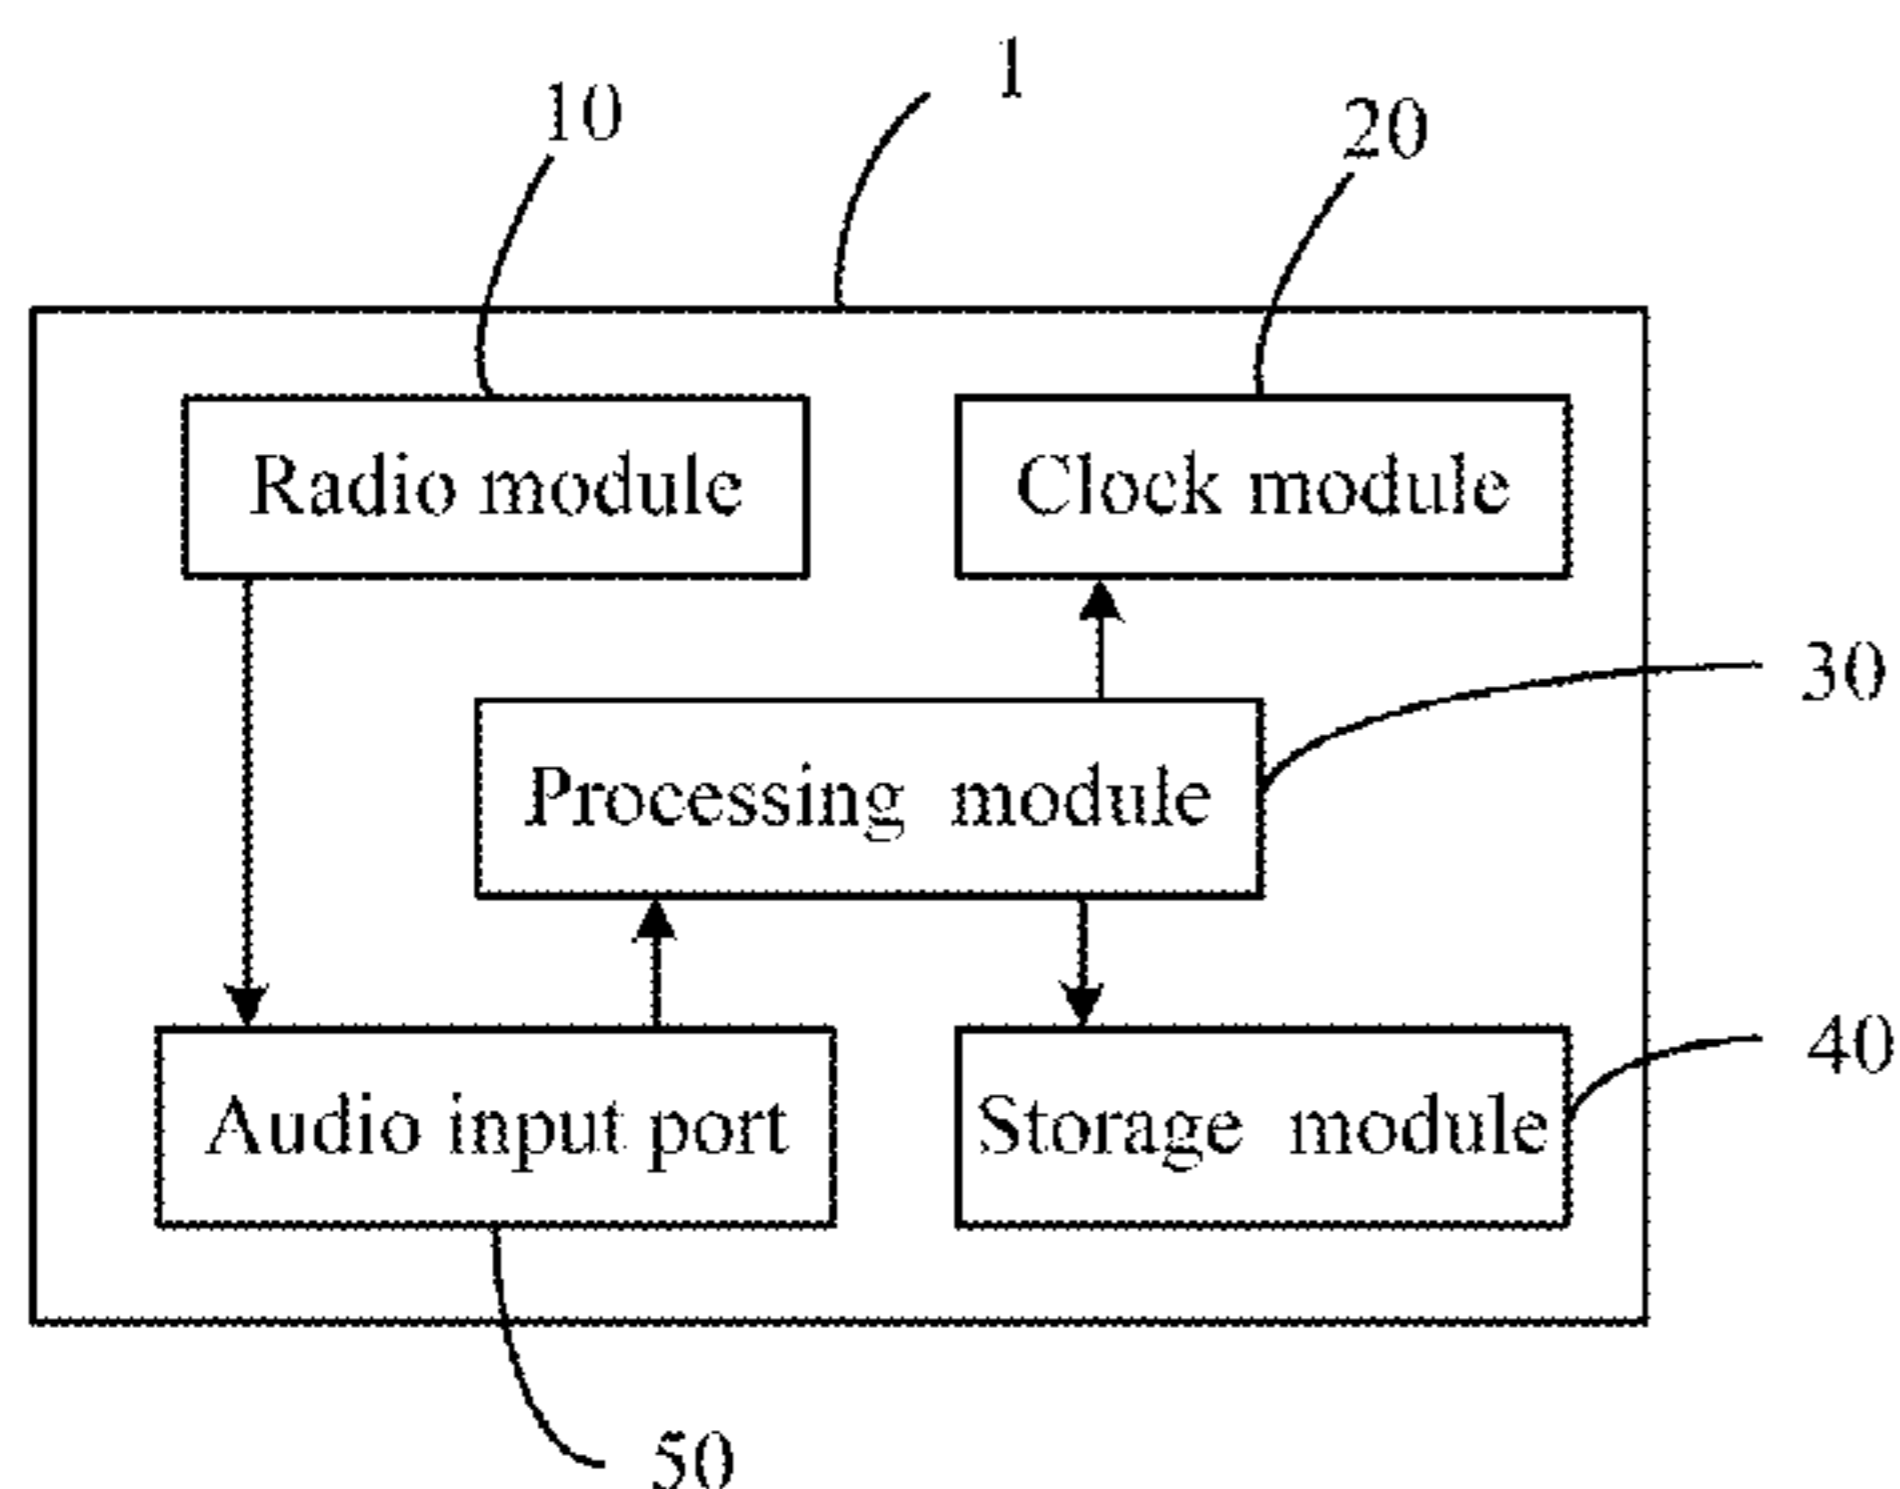 1
10
20
Radio module
Clock module
30
Processing module
40
Audio input port
Storage module
50